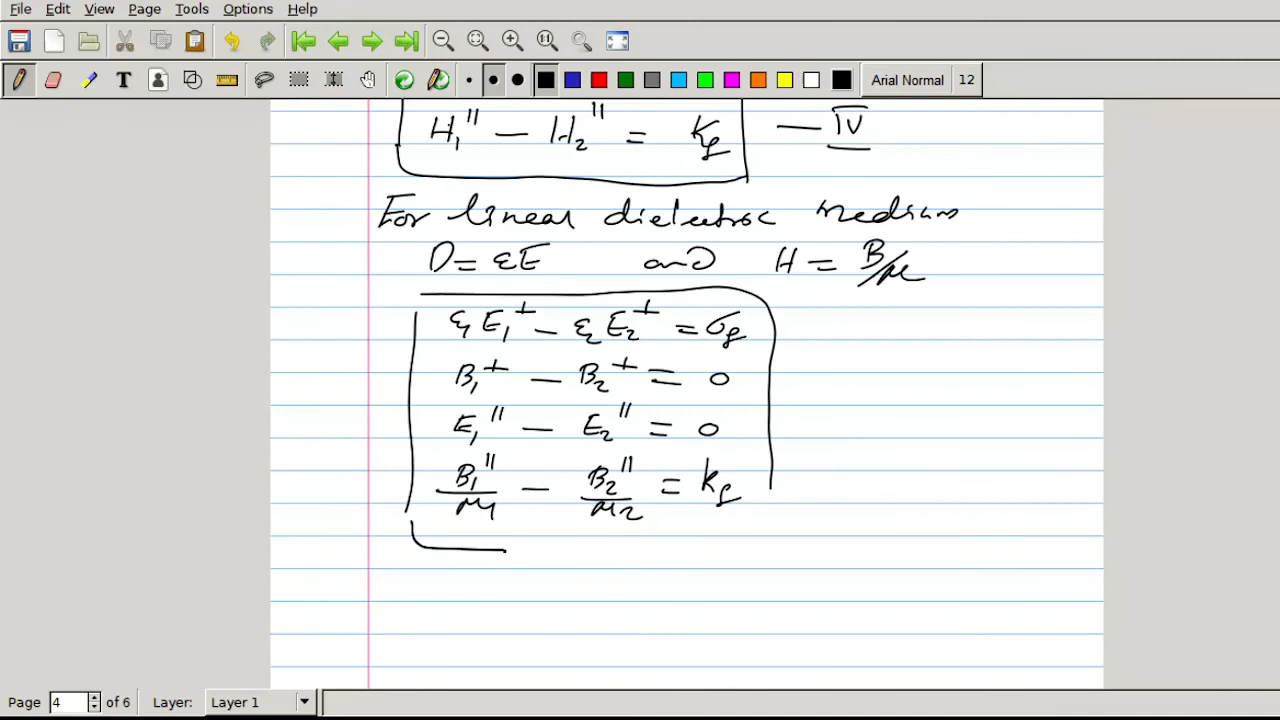 File Edit View Page Tools Options Help
T Arial Normal 12
H₁" − H₂" = K_f — IV
For linear dielectric medium
D = εE and H = B/μ
ε₁E₁^⊥ − ε₂E₂^⊥ = σ_f
B₁^⊥ − B₂^⊥ = 0
E₁" − E₂" = 0
B₁"/μ₁ − B₂"/μ₂ = k_f
Page 4 of 6 Layer: Layer 1